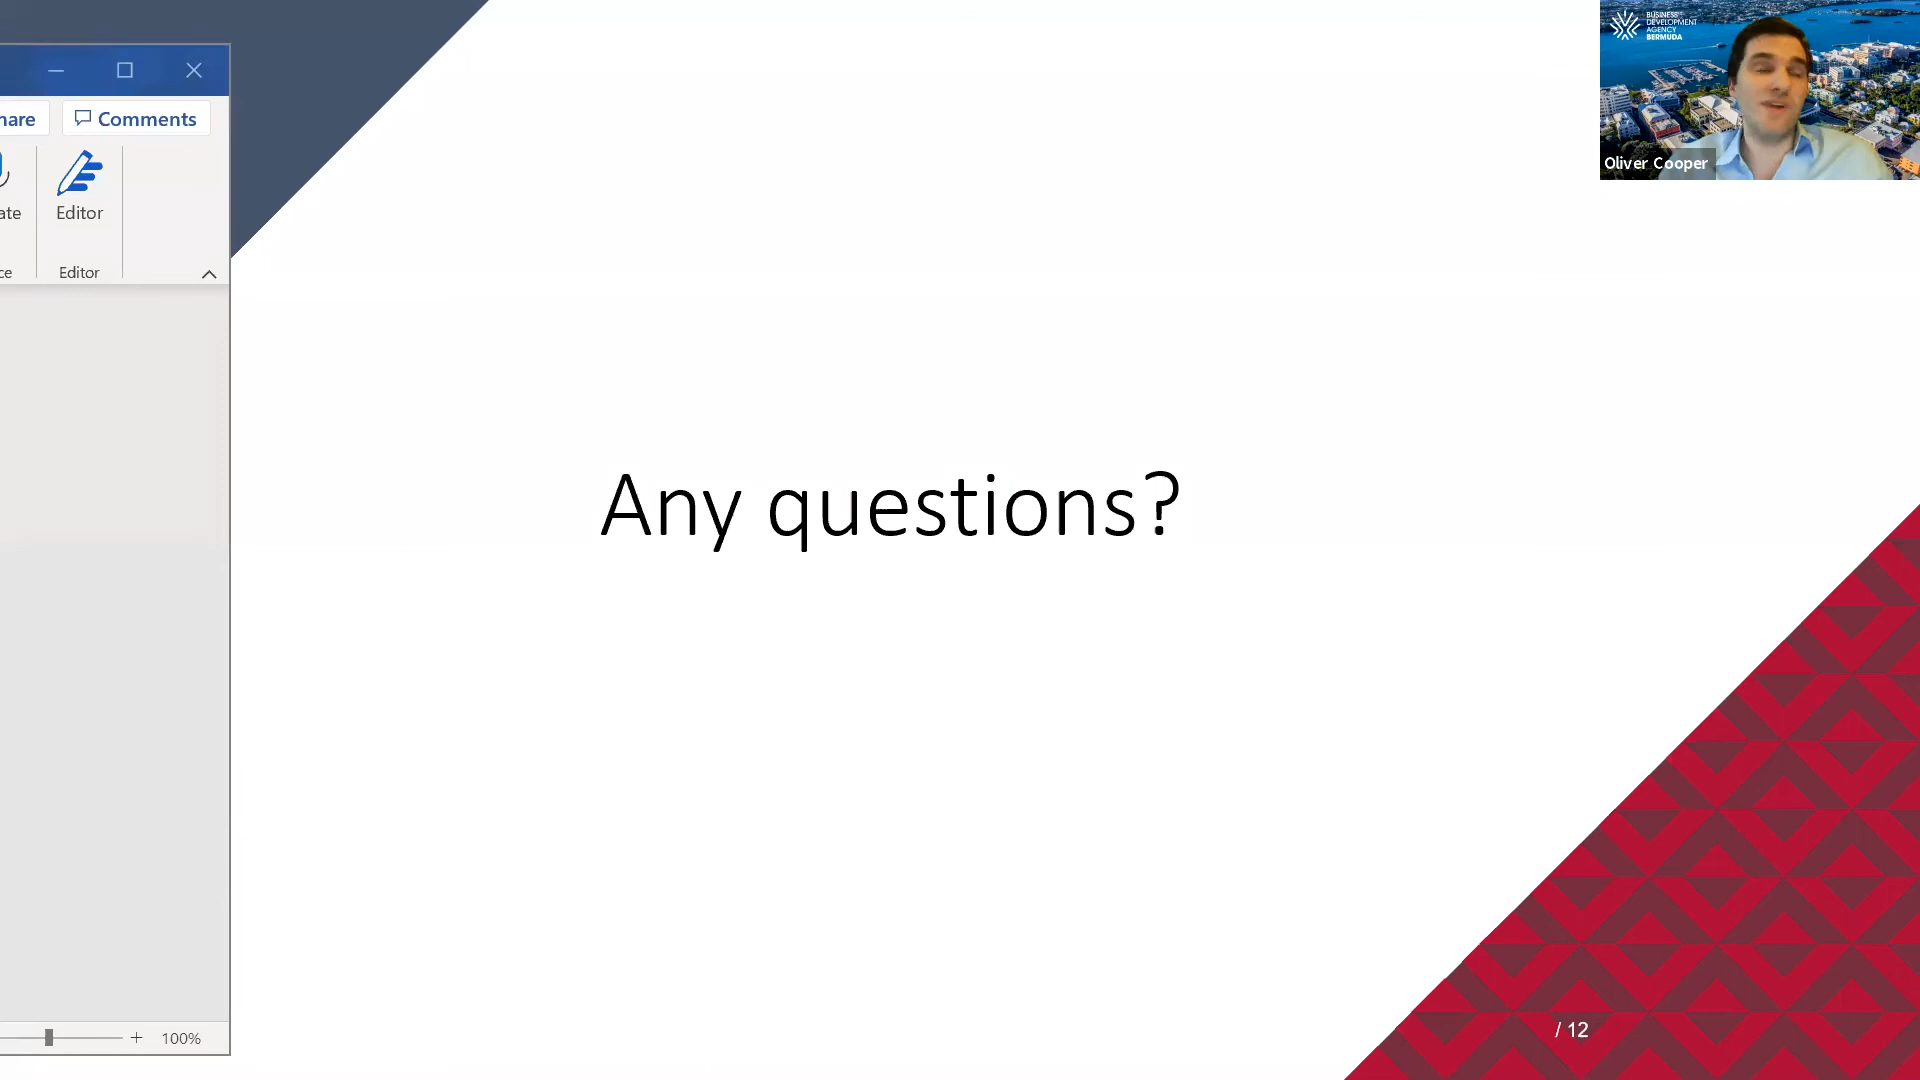 hare
Comments
ate
Editor
ce
Editor
Any questions?
100%
/ 12
BUSINESS
DEVELOPMENT
AGENCY
BERMUDA
Oliver Cooper